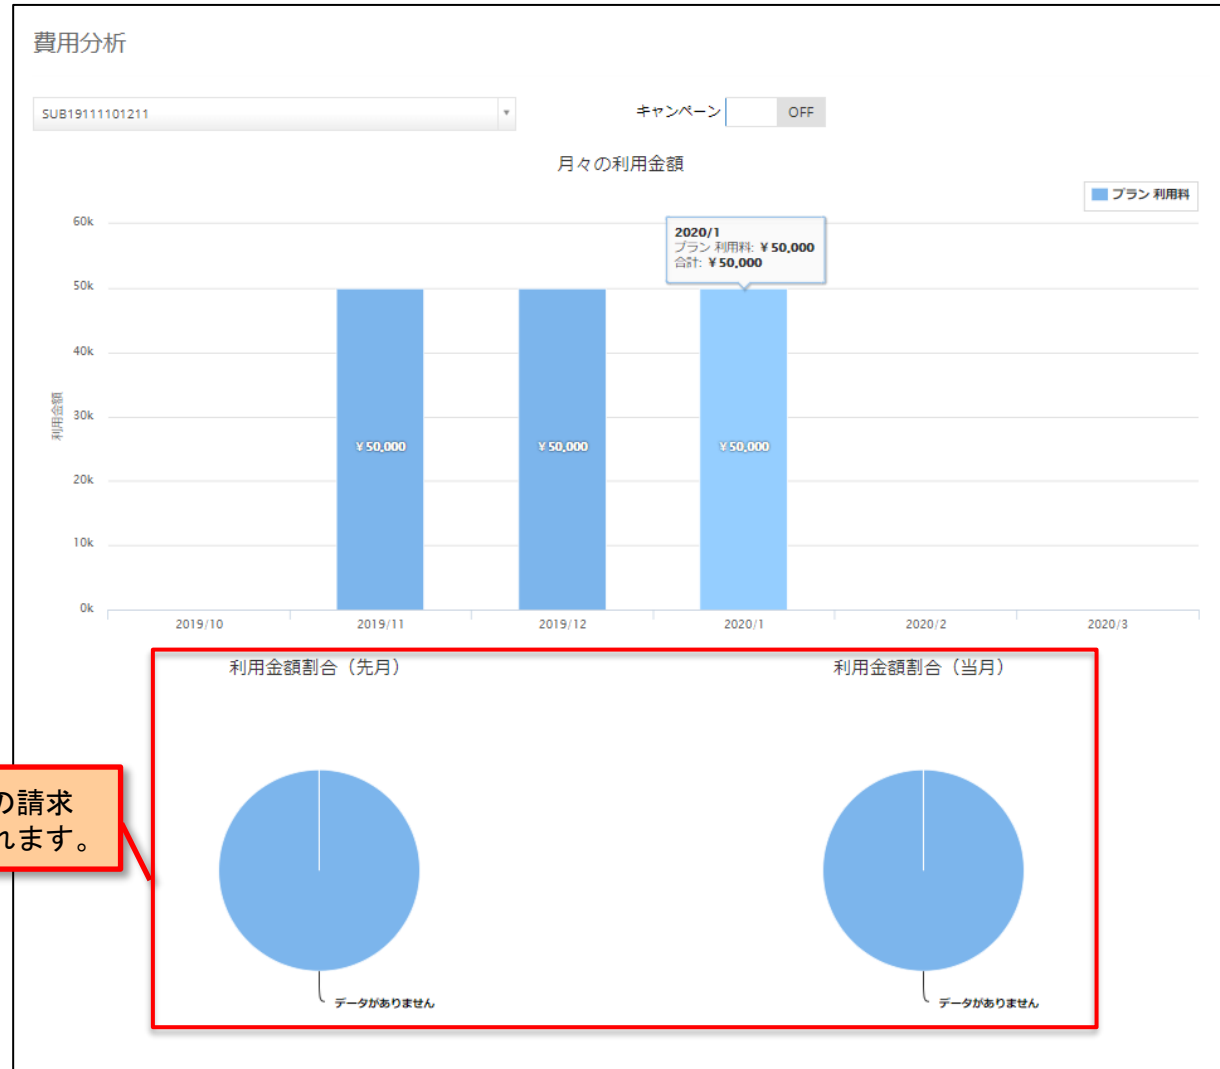 費用分析
SUB19111101211
キャンペーン OFF
月々の利用金額
プラン 利用料
60k
2020/1
プラン 利用料: ¥50,000
合計: ¥50,000
50k
40k
利用金額
30k
¥50,000 ¥50,000 ¥50,000
20k
10k
0k
2019/10 2019/11 2019/12 2020/1 2020/2 2020/3
利用金額割合（先月） 利用金額割合（当月）
の請求
れます。
データがありません データがありません